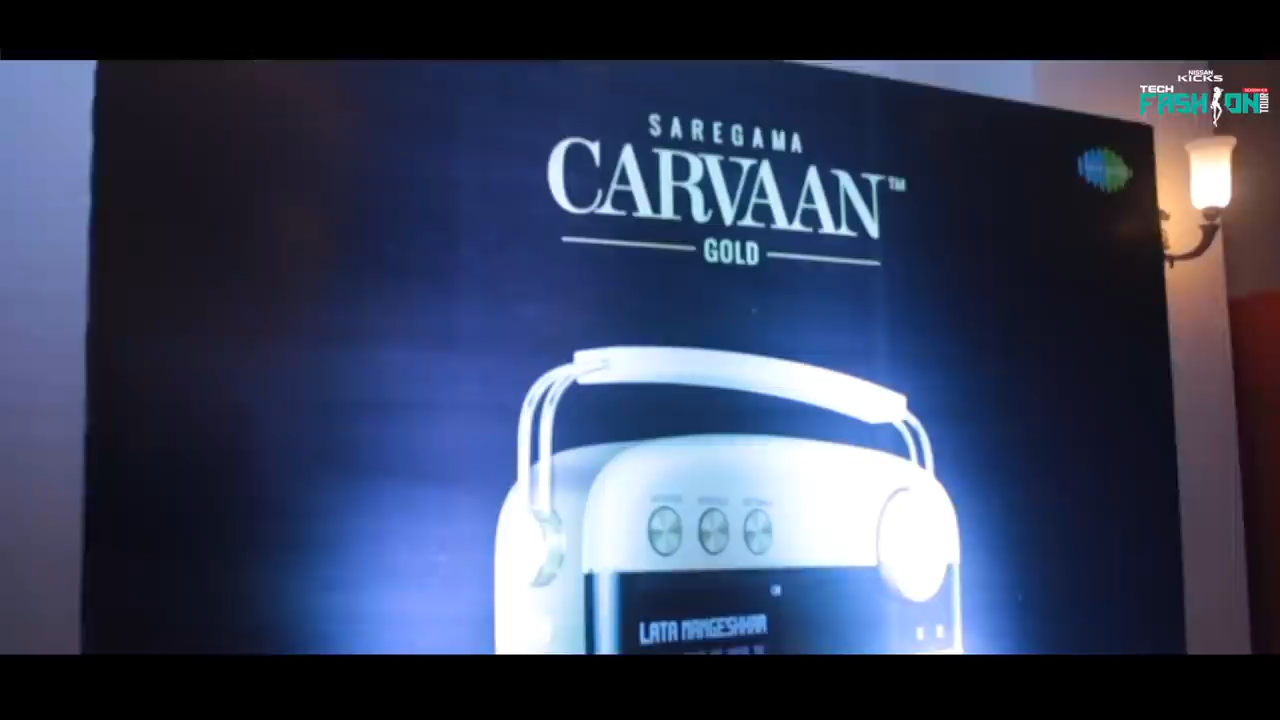 NISSAN
KICKS
TECH
FASHION
TOUR
SAREGAMA
CARVAAN™
GOLD
LATA MANGESHKAR